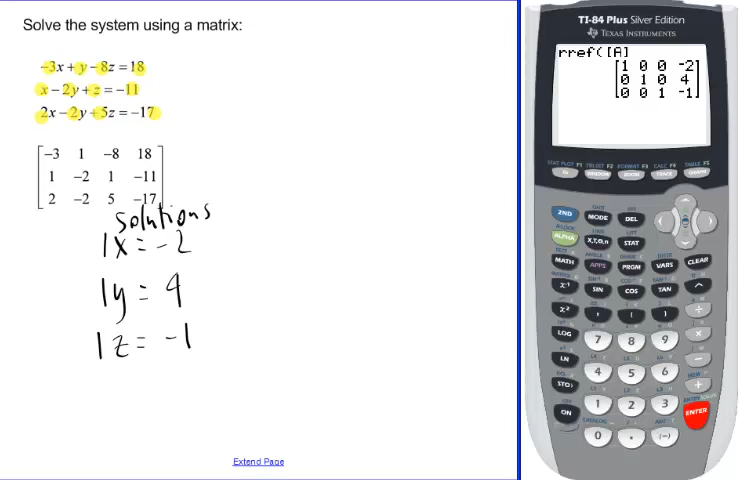 Solve the system using a matrix:
−3x + y − 8z = 18
x − 2y + z = −11
2x − 2y + 5z = −17
−3 1 −8 18
1 −2 1 −11
2 −2 5 −17
solutions
1x = −2
1y = 4
1z = −1
Extend Page
TI-84 Plus Silver Edition
TEXAS INSTRUMENTS
rref([A]
[1 0 0 -2]
[0 1 0 4]
[0 0 1 -1]
STAT PLOT F1 TBLSET F2 FORMAT F3 CALC F4 TABLE F5
Y= WINDOW ZOOM TRACE GRAPH
2ND MODE DEL
ALPHA X,T,θ,n STAT
MATH APPS PRGM VARS CLEAR
x⁻¹ SIN COS TAN ^
x² , ( ) ÷
LOG 7 8 9 ×
LN 4 5 6 −
STO› 1 2 3 +
ON 0 . (−) ENTER